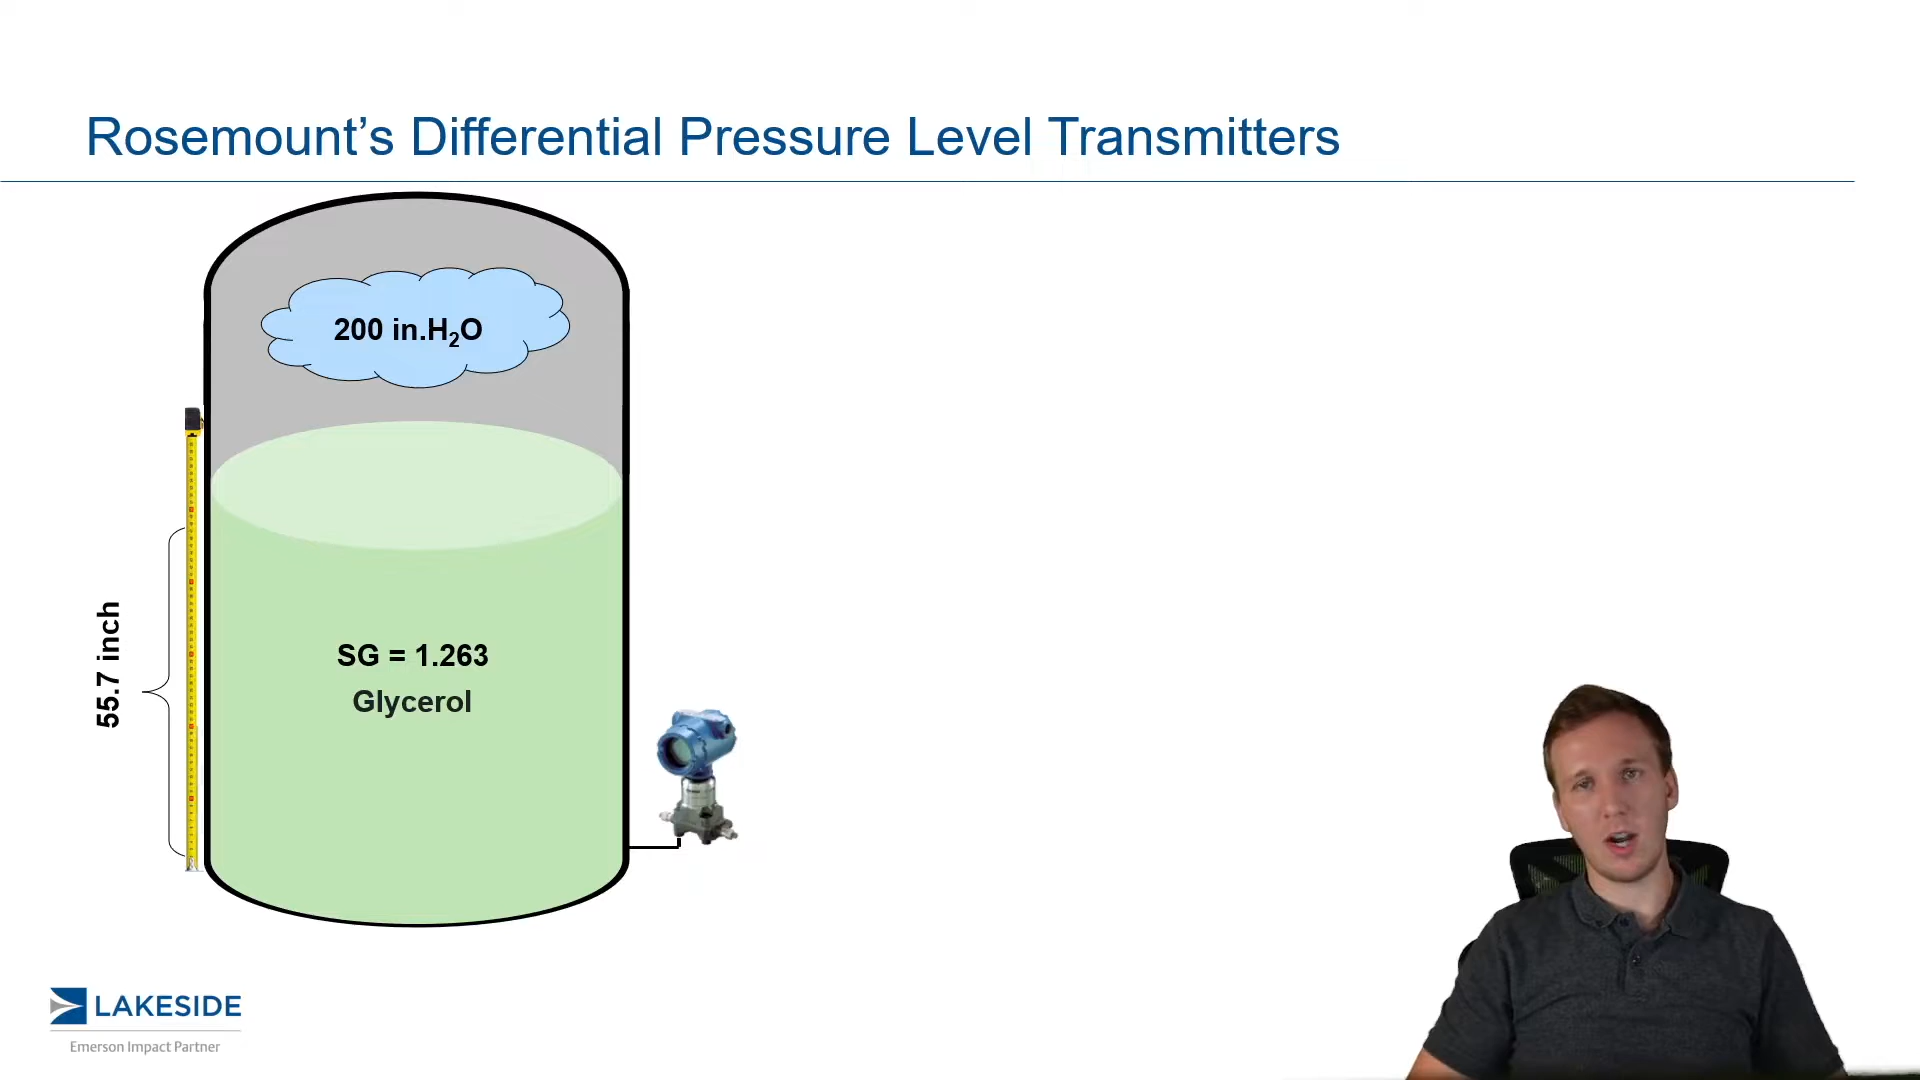 Rosemount’s Differential Pressure Level Transmitters
200 in.H₂O
55.7 inch
SG = 1.263
Glycerol
LAKESIDE
Emerson Impact Partner